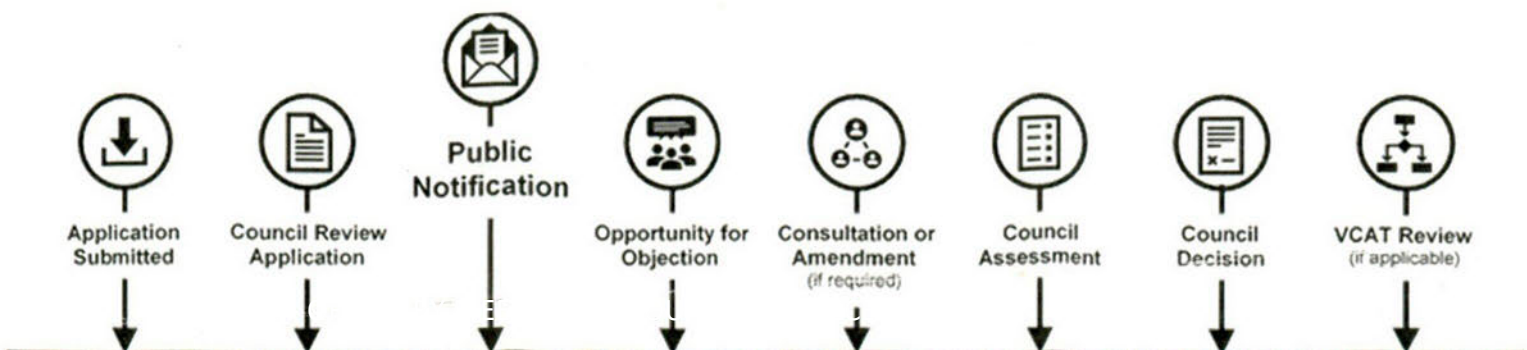 Public
Notification
Application
Submitted
Council Review
Application
Opportunity for
Objection
Consultation or
Amendment
(if required)
Council
Assessment
Council
Decision
VCAT Review
(if applicable)